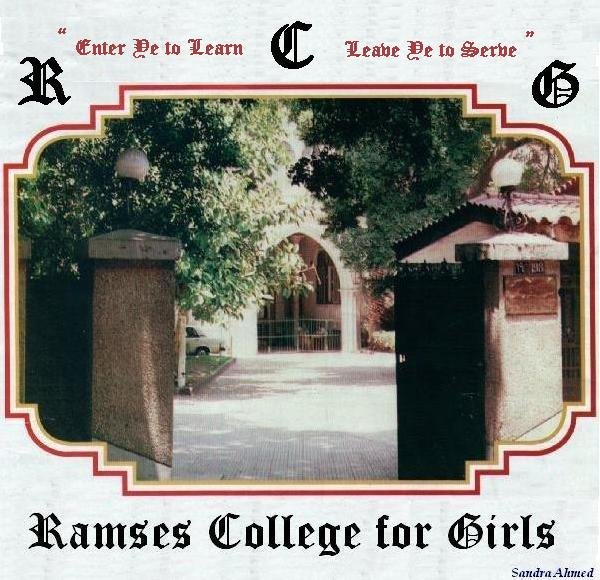 “ Enter Ye to Learn Leave Ye to Serve ”
R C G
Ramses College for Girls
Sandra Ahmed